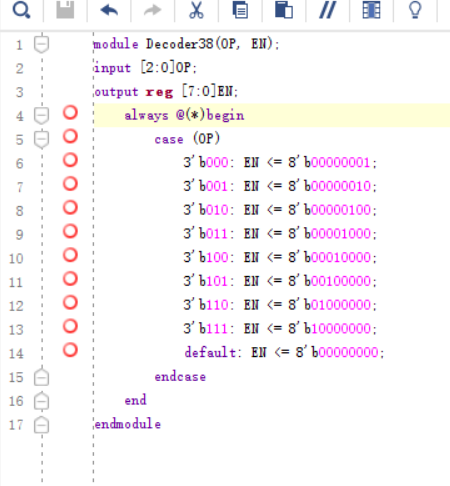 1 module Decoder38(OP, EN);
2 input [2:0]OP;
3 output reg [7:0]EN;
4 always @(*)begin
5 case (OP)
6 3'b000: EN <= 8'b00000001;
7 3'b001: EN <= 8'b00000010;
8 3'b010: EN <= 8'b00000100;
9 3'b011: EN <= 8'b00001000;
10 3'b100: EN <= 8'b00010000;
11 3'b101: EN <= 8'b00100000;
12 3'b110: EN <= 8'b01000000;
13 3'b111: EN <= 8'b10000000;
14 default: EN <= 8'b00000000;
15 endcase
16 end
17 endmodule